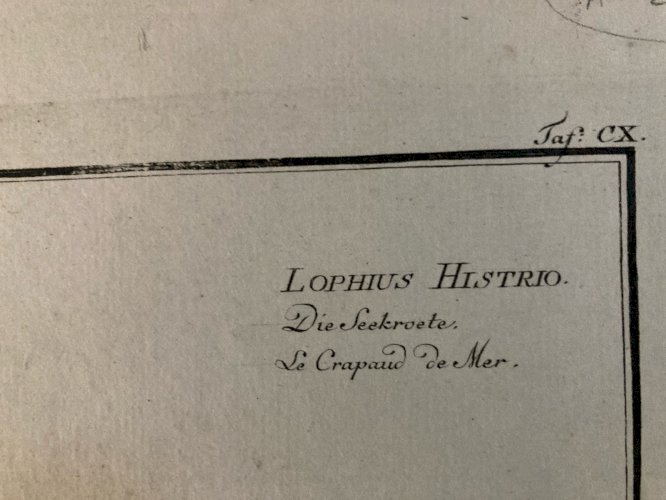 Taf: CX.
LOPHIUS HISTRIO.
Die Seekroete.
Le Crapaud de Mer.